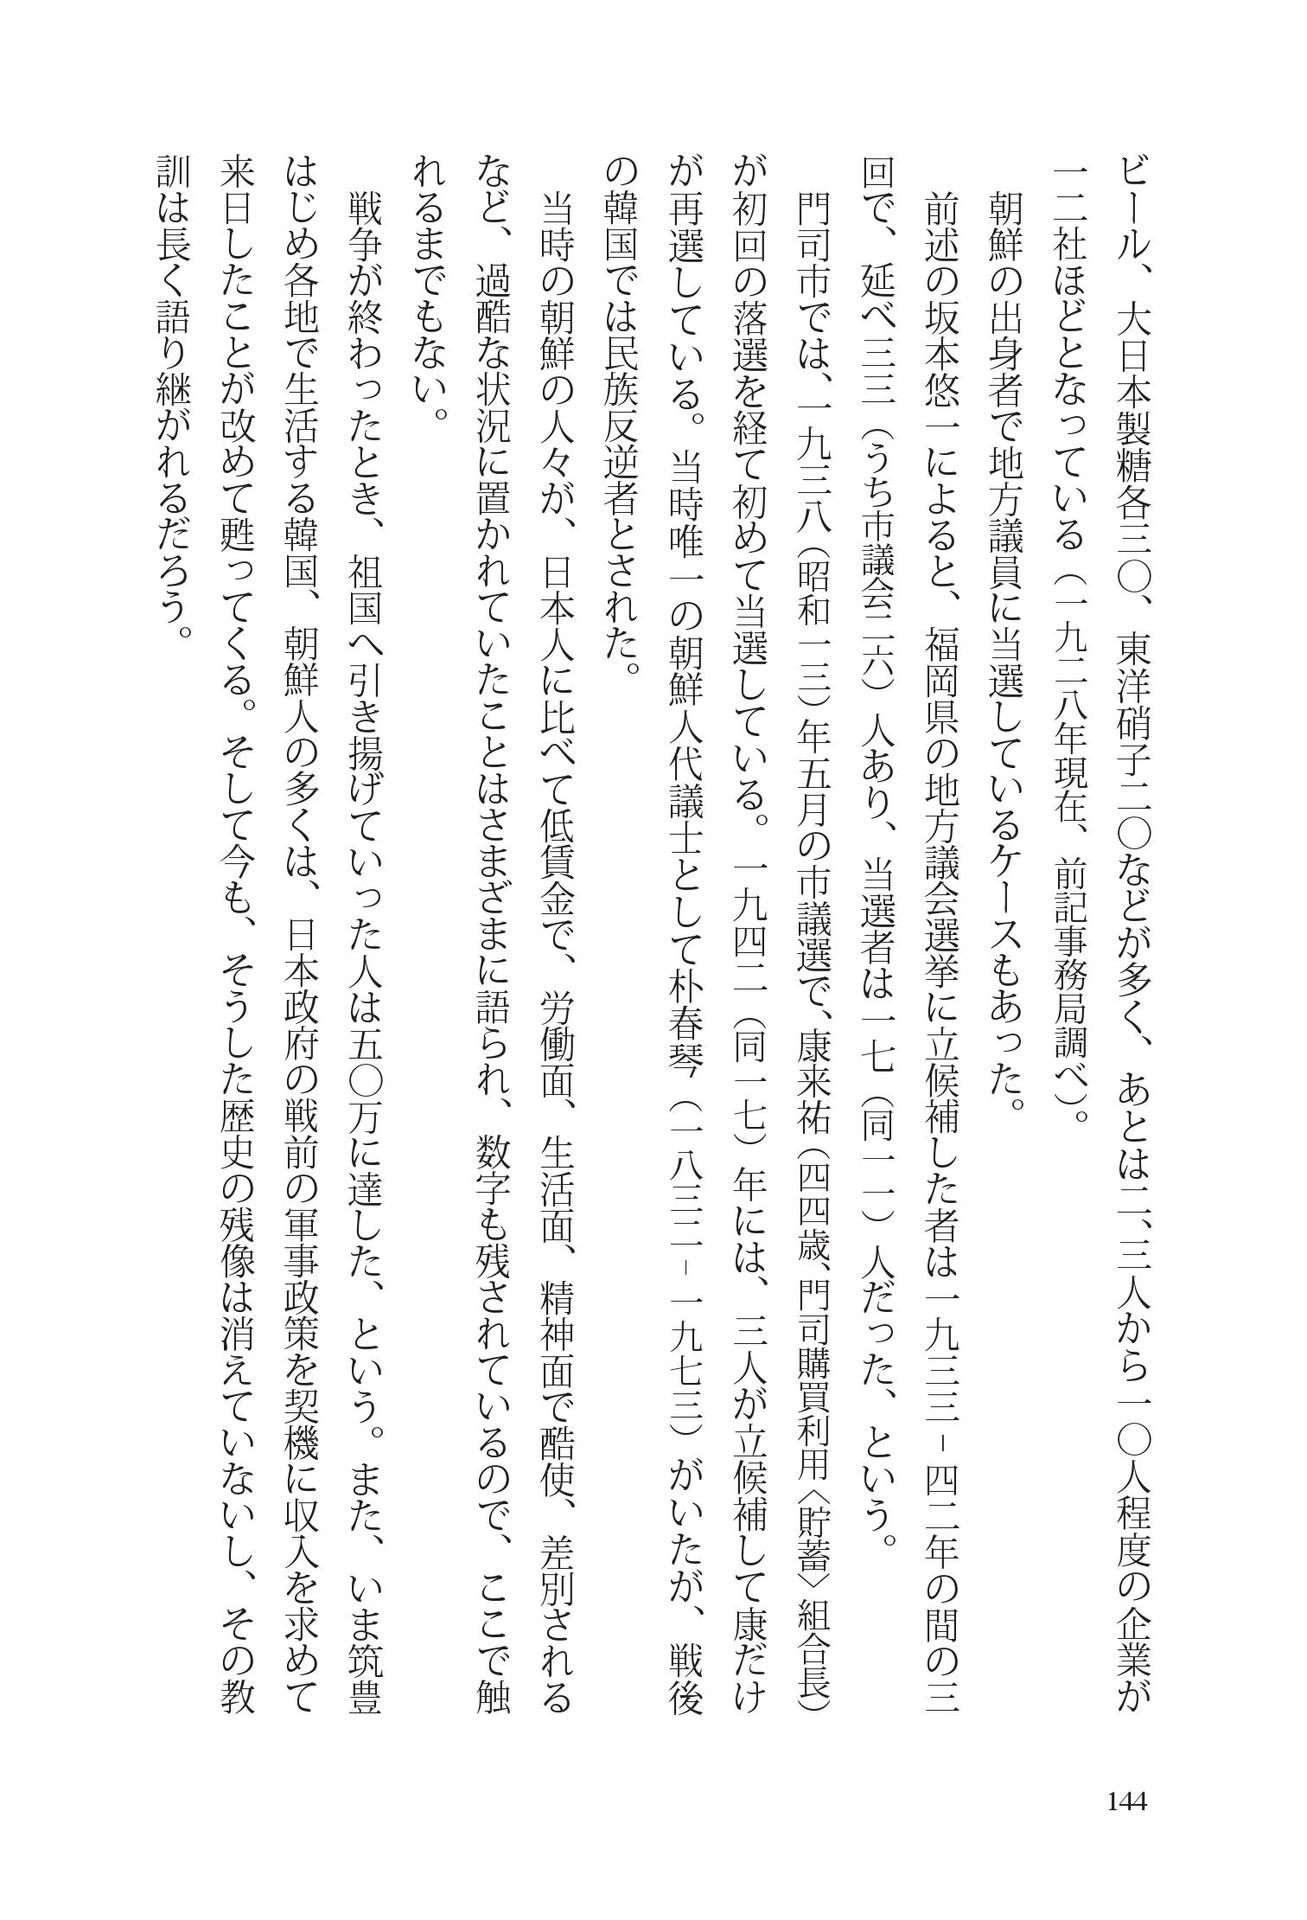 ビール、大日本製糖各三〇、東洋硝子二〇などが多く、あとは二、三人から一〇人程度の企業が
一二社ほどとなっている（一九二八年現在、前記事務局調べ）。
朝鮮の出身者で地方議員に当選しているケースもあった。
前述の坂本悠一によると、福岡県の地方議会選挙に立候補した者は一九三三－四二年の間の三
回で、延べ三三（うち市議会二六）人あり、当選者は一七（同一一）人だった、という。
門司市では、一九三八（昭和一三）年五月の市議選で、康来祐（四四歳、門司購買利用〈貯蓄〉組合長）
が初回の落選を経て初めて当選している。一九四二（同一七）年には、三人が立候補して康だけ
が再選している。当時唯一の朝鮮人代議士として朴春琴（一八三二－一九七三）がいたが、戦後
の韓国では民族反逆者とされた。
当時の朝鮮の人々が、日本人に比べて低賃金で、労働面、生活面、精神面で酷使、差別される
など、過酷な状況に置かれていたことはさまざまに語られ、数字も残されているので、ここで触
れるまでもない。
戦争が終わったとき、祖国へ引き揚げていった人は五〇万に達した、という。また、いま筑豊
はじめ各地で生活する韓国、朝鮮人の多くは、日本政府の戦前の軍事政策を契機に収入を求めて
来日したことが改めて甦ってくる。そして今も、そうした歴史の残像は消えていないし、その教
訓は長く語り継がれるだろう。
144